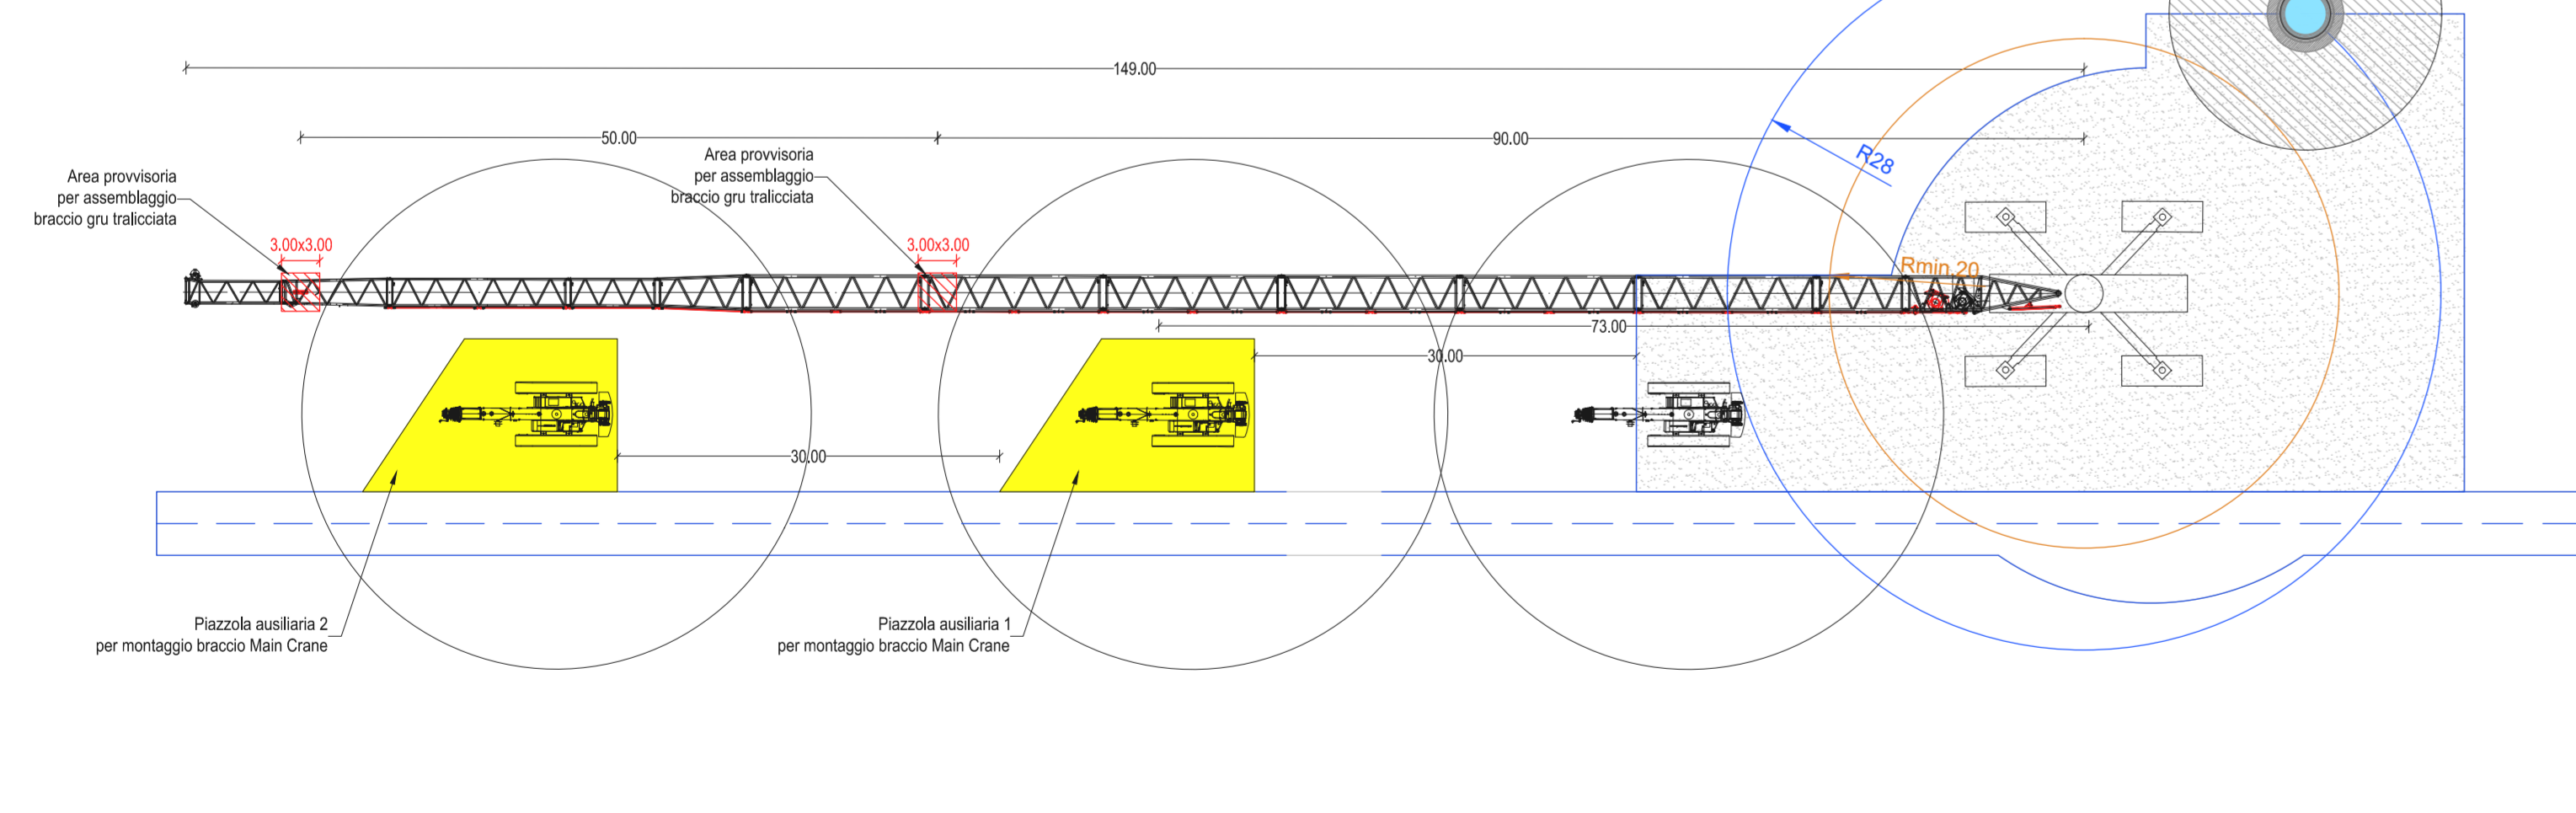 149.00
50.00
90.00
Area provvisoria
per assemblaggio
braccio gru tralicciata
Area provvisoria
per assemblaggio
braccio gru tralicciata
R28
3.00x3.00
3.00x3.00
Rmin 20
73.00
30.00
30.00
Piazzola ausiliaria 2
per montaggio braccio Main Crane
Piazzola ausiliaria 1
per montaggio braccio Main Crane